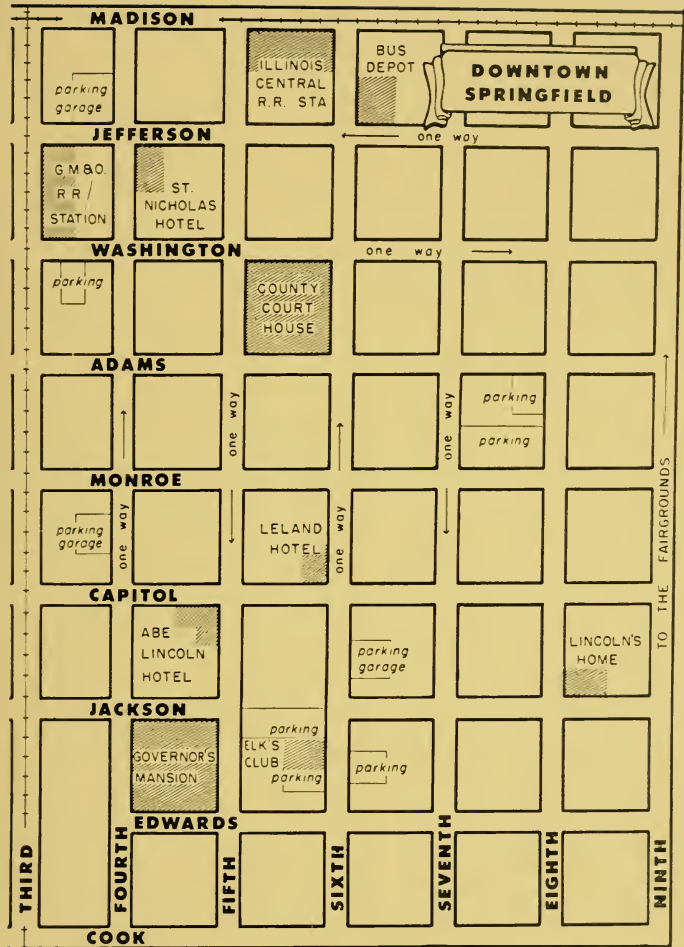 MADISON
parking
garage
ILLINOIS
CENTRAL
R.R. STA
BUS
DEPOT
DOWNTOWN
SPRINGFIELD
JEFFERSON
one way
G M & O.
R R
STATION
ST.
NICHOLAS
HOTEL
WASHINGTON
one way
parking
COUNTY
COURT
HOUSE
ADAMS
one way
one way
parking
parking
MONROE
parking
garage
one way
LELAND
HOTEL
one way
TO THE FAIRGROUNDS
CAPITOL
ABE
LINCOLN
HOTEL
parking
garage
LINCOLN'S
HOME
JACKSON
GOVERNOR'S
MANSION
parking
ELK'S
CLUB
parking
parking
EDWARDS
THIRD
FOURTH
FIFTH
SIXTH
SEVENTH
EIGHTH
NINTH
COOK